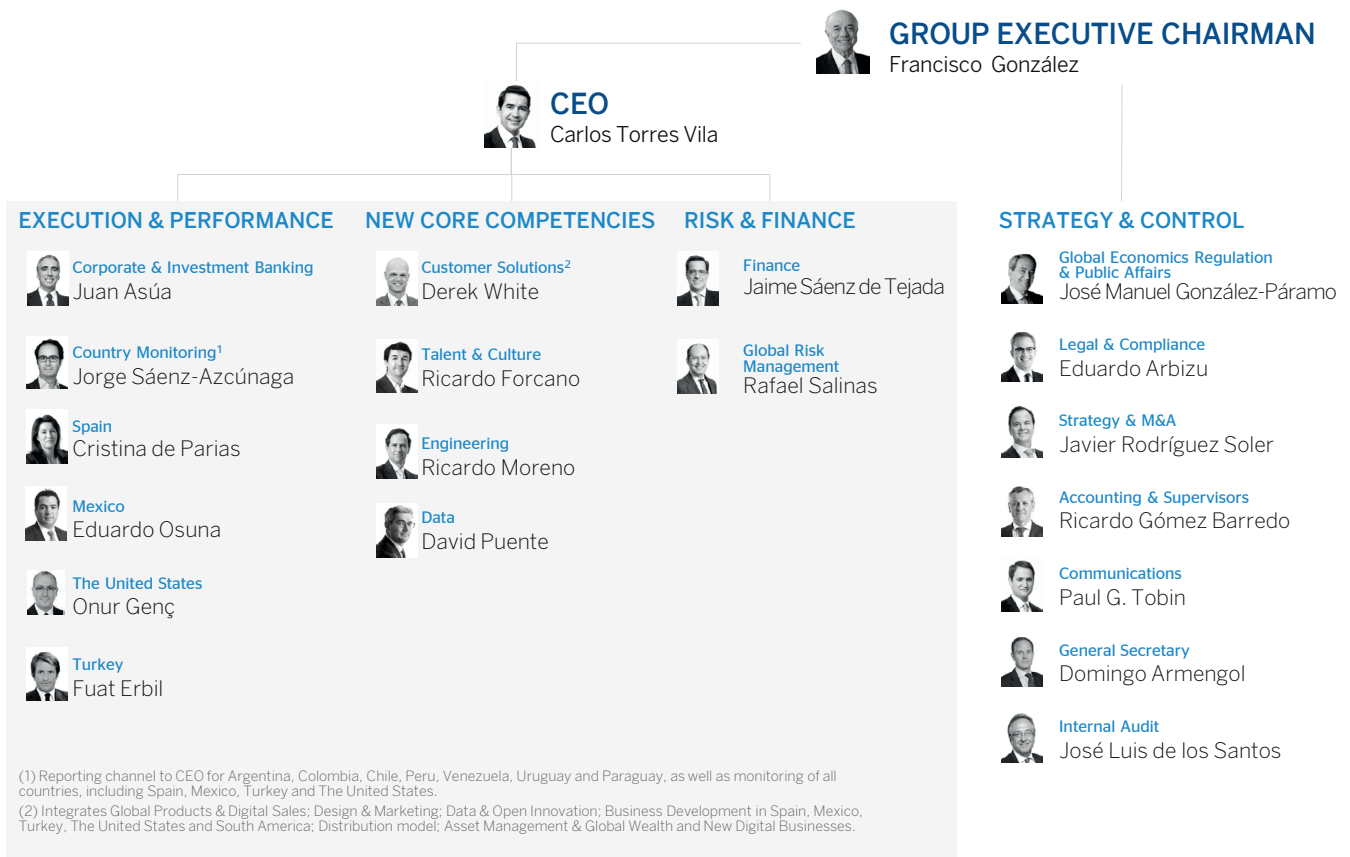 GROUP EXECUTIVE CHAIRMAN
Francisco González
CEO
Carlos Torres Vila
EXECUTION & PERFORMANCE
Corporate & Investment Banking
Juan Asúa
Country Monitoring¹
Jorge Sáenz-Azcúnaga
Spain
Cristina de Parias
Mexico
Eduardo Osuna
The United States
Onur Genç
Turkey
Fuat Erbil
NEW CORE COMPETENCIES
Customer Solutions²
Derek White
Talent & Culture
Ricardo Forcano
Engineering
Ricardo Moreno
Data
David Puente
RISK & FINANCE
Finance
Jaime Sáenz de Tejada
Global Risk
Management
Rafael Salinas
STRATEGY & CONTROL
Global Economics Regulation
& Public Affairs
José Manuel González-Páramo
Legal & Compliance
Eduardo Arbizu
Strategy & M&A
Javier Rodríguez Soler
Accounting & Supervisors
Ricardo Gómez Barredo
Communications
Paul G. Tobin
General Secretary
Domingo Armengol
Internal Audit
José Luis de los Santos
(1) Reporting channel to CEO for Argentina, Colombia, Chile, Peru, Venezuela, Uruguay and Paraguay, as well as monitoring of all
countries, including Spain, Mexico, Turkey and The United States.
(2) Integrates Global Products & Digital Sales; Design & Marketing; Data & Open Innovation; Business Development in Spain, Mexico,
Turkey, The United States and South America; Distribution model; Asset Management & Global Wealth and New Digital Businesses.